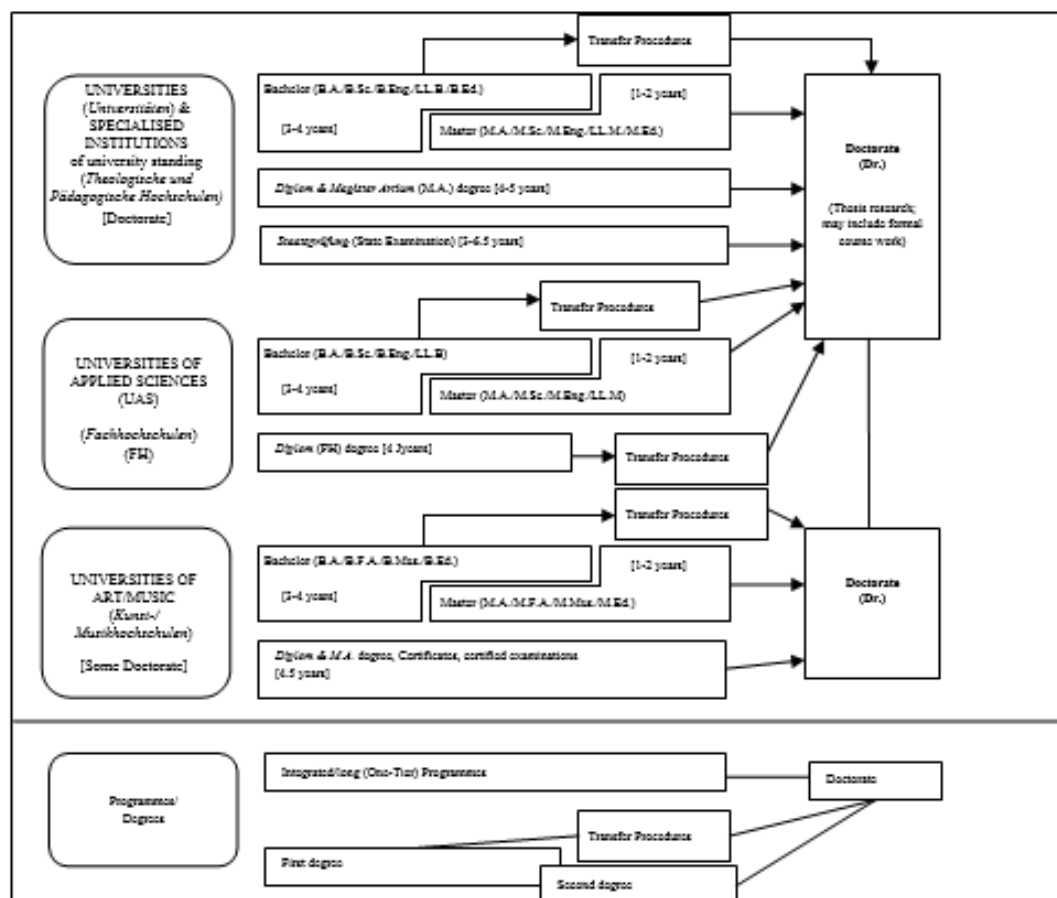 Transfer Procedures
UNIVERSITIES
(Universitäten) &
SPECIALISED
INSTITUTIONS
of university standing
(Theologische und
Pädagogische Hochschulen)
[Doctorate]
Bachelor (B.A./B.Sc./B.Eng./LL.B./B.Ed.)
[3-4 years]
[1-2 years]
Master (M.A./M.Sc./M.Eng./LL.M./M.Ed.)
Diplom & Magister Artium (M.A.) degree [4-5 years]
(State Examination) [3-6.5 years]
Doctorate
(Dr.)
(Thesis research;
may include formal
course work)
Transfer Procedures
UNIVERSITIES OF
APPLIED SCIENCES
(UAS)
(Fachhochschulen)
(FH)
Bachelor (B.A./B.Sc./B.Eng./LL.B)
[3-4 years]
[1-2 years]
Master (M.A./M.Sc./M.Eng./LL.M)
Diplom (FH) degree [4 years]
Transfer Procedures
Transfer Procedures
UNIVERSITIES OF
ART/MUSIC
(Kunst-/
Musikhochschulen)
[Some Doctorate]
Bachelor (B.A./B.F.A./B.Mus./B.Ed.)
[3-4 years]
[1-2 years]
Master (M.A./M.F.A./M.Mus./M.Ed.)
Diplom & M.A. degree, Certificates, certified examinations
[4.5 years]
Doctorate
(Dr.)
Programmes/
Degrees
Integrated/long (One-Tier) Programmes
Doctorate
Transfer Procedures
First degree
Second degree